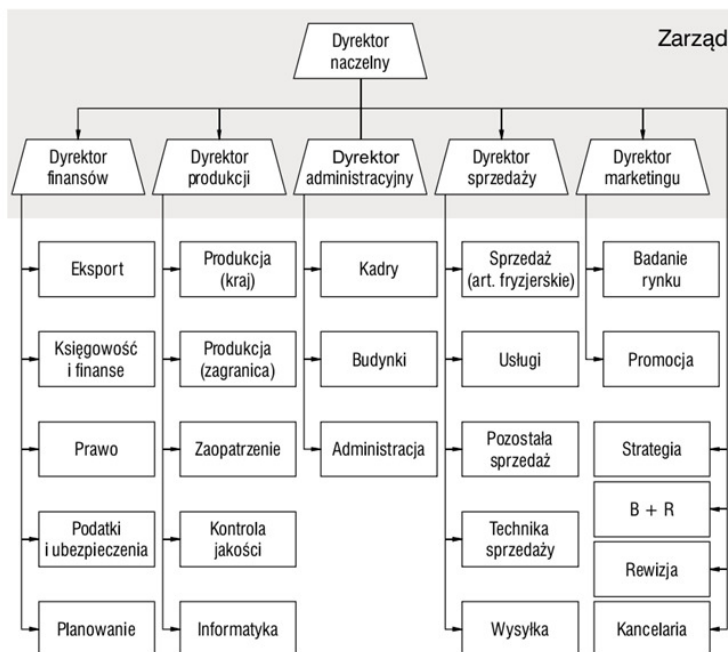 Zarząd
Dyrektor
naczelny
Dyrektor
finansów
Dyrektor
produkcji
Dyrektor
administracyjny
Dyrektor
sprzedaży
Dyrektor
marketingu
Eksport
Księgowość
i finanse
Prawo
Podatki
i ubezpieczenia
Planowanie
Produkcja
(kraj)
Produkcja
(zagranica)
Zaopatrzenie
Kontrola
jakości
Informatyka
Kadry
Budynki
Administracja
Sprzedaż
(art. fryzjerskie)
Usługi
Pozostała
sprzedaż
Technika
sprzedaży
Wysyłka
Badanie
rynku
Promocja
Strategia
B + R
Rewizja
Kancelaria